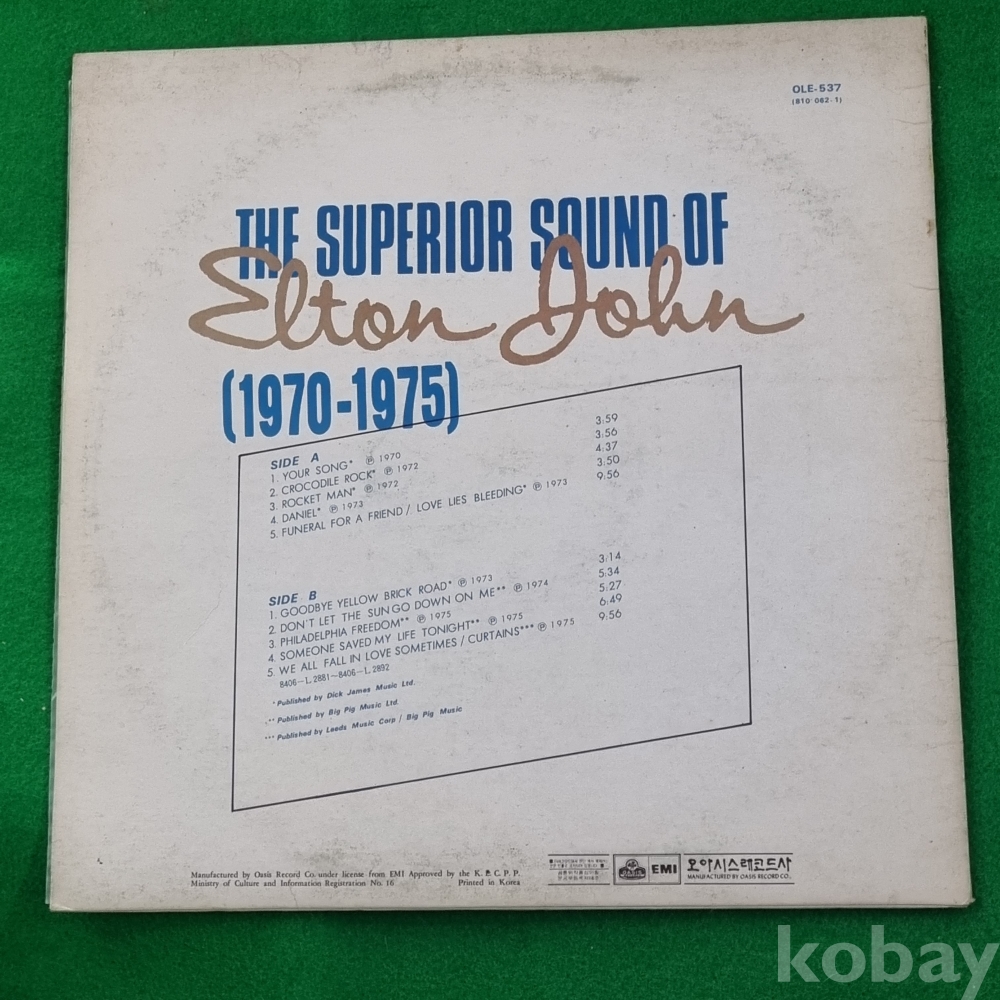 OLE-537
(810 062-1)
THE SUPERIOR SOUND OF
Elton John
(1970-1975)
SIDE A
1. YOUR SONG* ℗ 1970 3:59
2. CROCODILE ROCK* ℗ 1972 3:56
3. ROCKET MAN* ℗ 1972 4:37
4. DANIEL* ℗ 1973 3:50
5. FUNERAL FOR A FRIEND / LOVE LIES BLEEDING* ℗ 1973 9:56
SIDE B
1. GOODBYE YELLOW BRICK ROAD* ℗ 1973 3:14
2. DON'T LET THE SUN GO DOWN ON ME** ℗ 1974 5:34
3. PHILADELPHIA FREEDOM** ℗ 1975 5:27
4. SOMEONE SAVED MY LIFE TONIGHT** ℗ 1975 6:49
5. WE ALL FALL IN LOVE SOMETIMES / CURTAINS*** ℗ 1975 9:56
8406-L.2881~8406-L.2892
* Published by Dick James Music Ltd.
** Published by Big Pig Music Ltd.
*** Published by Leeds Music Corp / Big Pig Music
Manufactured by Oasis Record Co. under license from EMI Approved by the K. B. C. P. P.
Ministry of Culture and Information Registration No. 16 Printed in Korea
OASIS
EMI
오아시스레코드사
MANUFACTURED BY OASIS RECORD CO.
kobay